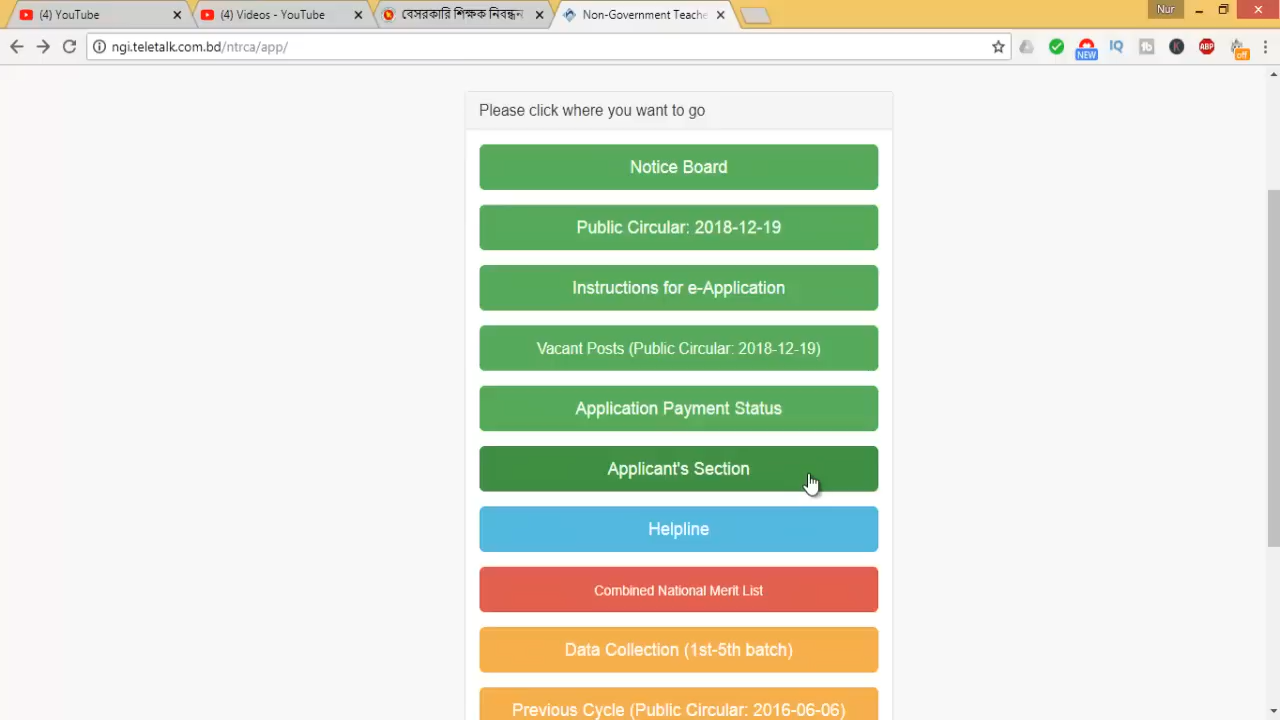 (4) YouTube
(4) Videos - YouTube
বেসরকারি শিক্ষক নিবন্ধন
Non-Government Teache
Nur
ngi.teletalk.com.bd/ntrca/app/
NEW
IQ
tb
K
ABP
off
Please click where you want to go
Notice Board
Public Circular: 2018-12-19
Instructions for e-Application
Vacant Posts (Public Circular: 2018-12-19)
Application Payment Status
Applicant's Section
Helpline
Combined National Merit List
Data Collection (1st-5th batch)
Previous Cycle (Public Circular: 2016-06-06)